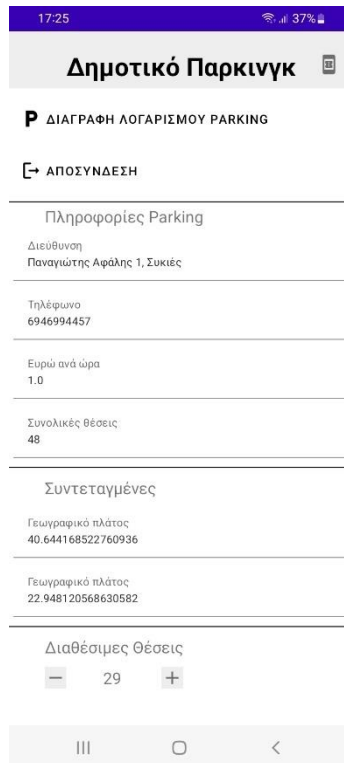 17:25
37%
Δημοτικό Παρκινγκ
P ΔΙΑΓΡΑΦΗ ΛΟΓΑΡΙΣΜΟΥ PARKING
ΑΠΟΣΥΝΔΕΣΗ
Πληροφορίες Parking
Διεύθυνση
Παναγιώτης Αφάλης 1, Συκιές
Τηλέφωνο
6946994457
Ευρώ ανά ώρα
1.0
Συνολικές θέσεις
48
Συντεταγμένες
Γεωγραφικό πλάτος
40.644168522760936
Γεωγραφικό πλάτος
22.948120568630582
Διαθέσιμες Θέσεις
− 29 +